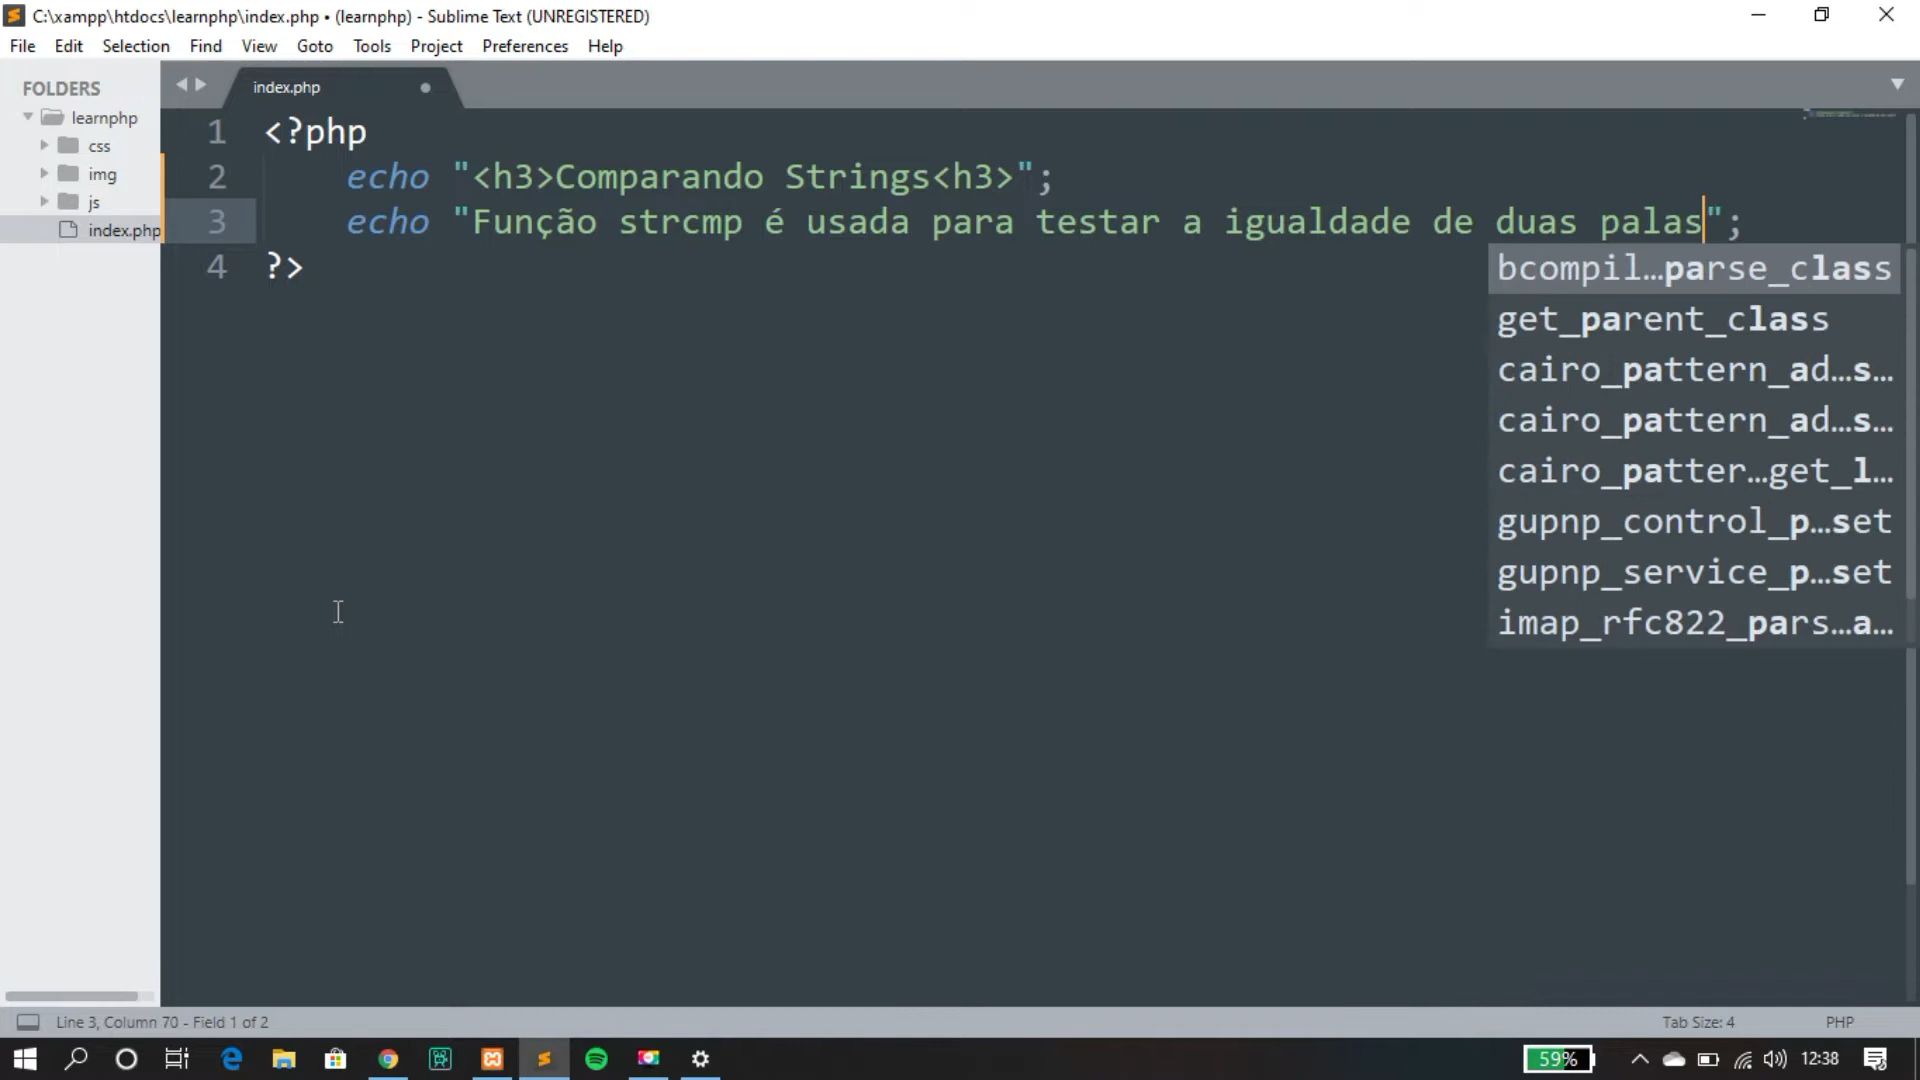 C:\xampp\htdocs\learnphp\index.php • (learnphp) - Sublime Text (UNREGISTERED)
File Edit Selection Find View Goto Tools Project Preferences Help
FOLDERS
learnphp
css
img
js
index.php
index.php
1 <?php
2 echo "<h3>Comparando Strings<h3>";
3 echo "Função strcmp é usada para testar a igualdade de duas palas";
4 ?>
bcompil…parse_class
get_parent_class
cairo_pattern_ad…s…
cairo_pattern_ad…s…
cairo_patter…get_l…
gupnp_control_p…set
gupnp_service_p…set
imap_rfc822_pars…a…
Line 3, Column 70 - Field 1 of 2 Tab Size: 4 PHP
59% 12:38